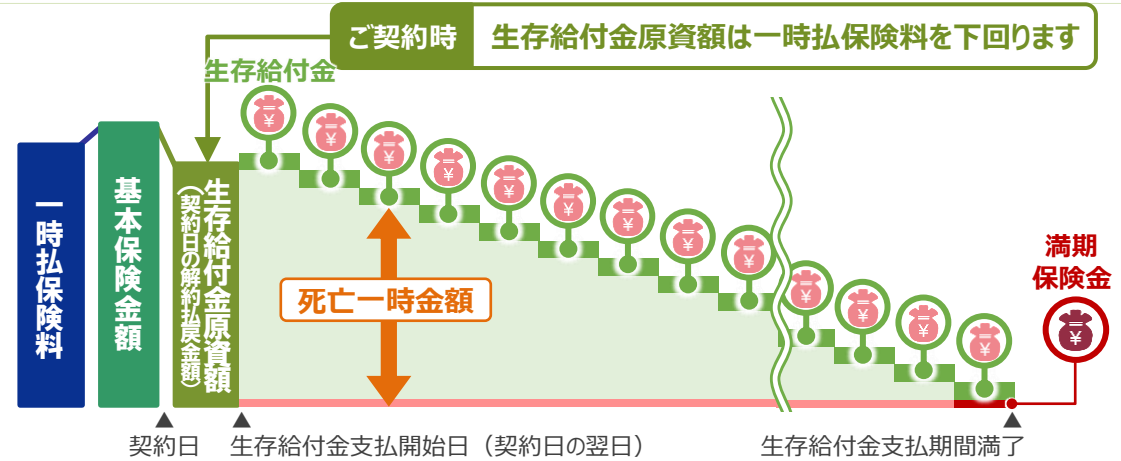 ご契約時 生存給付金原資額は一時払保険料を下回ります
生存給付金
一時払保険料
基本保険金額
生存給付金原資額
（契約日の解約払戻金額）
¥ ¥ ¥ ¥ ¥ ¥ ¥ ¥ ¥ ¥ ¥ ¥ ¥
死亡一時金額
満期
保険金
¥
契約日
生存給付金支払開始日（契約日の翌日）
生存給付金支払期間満了